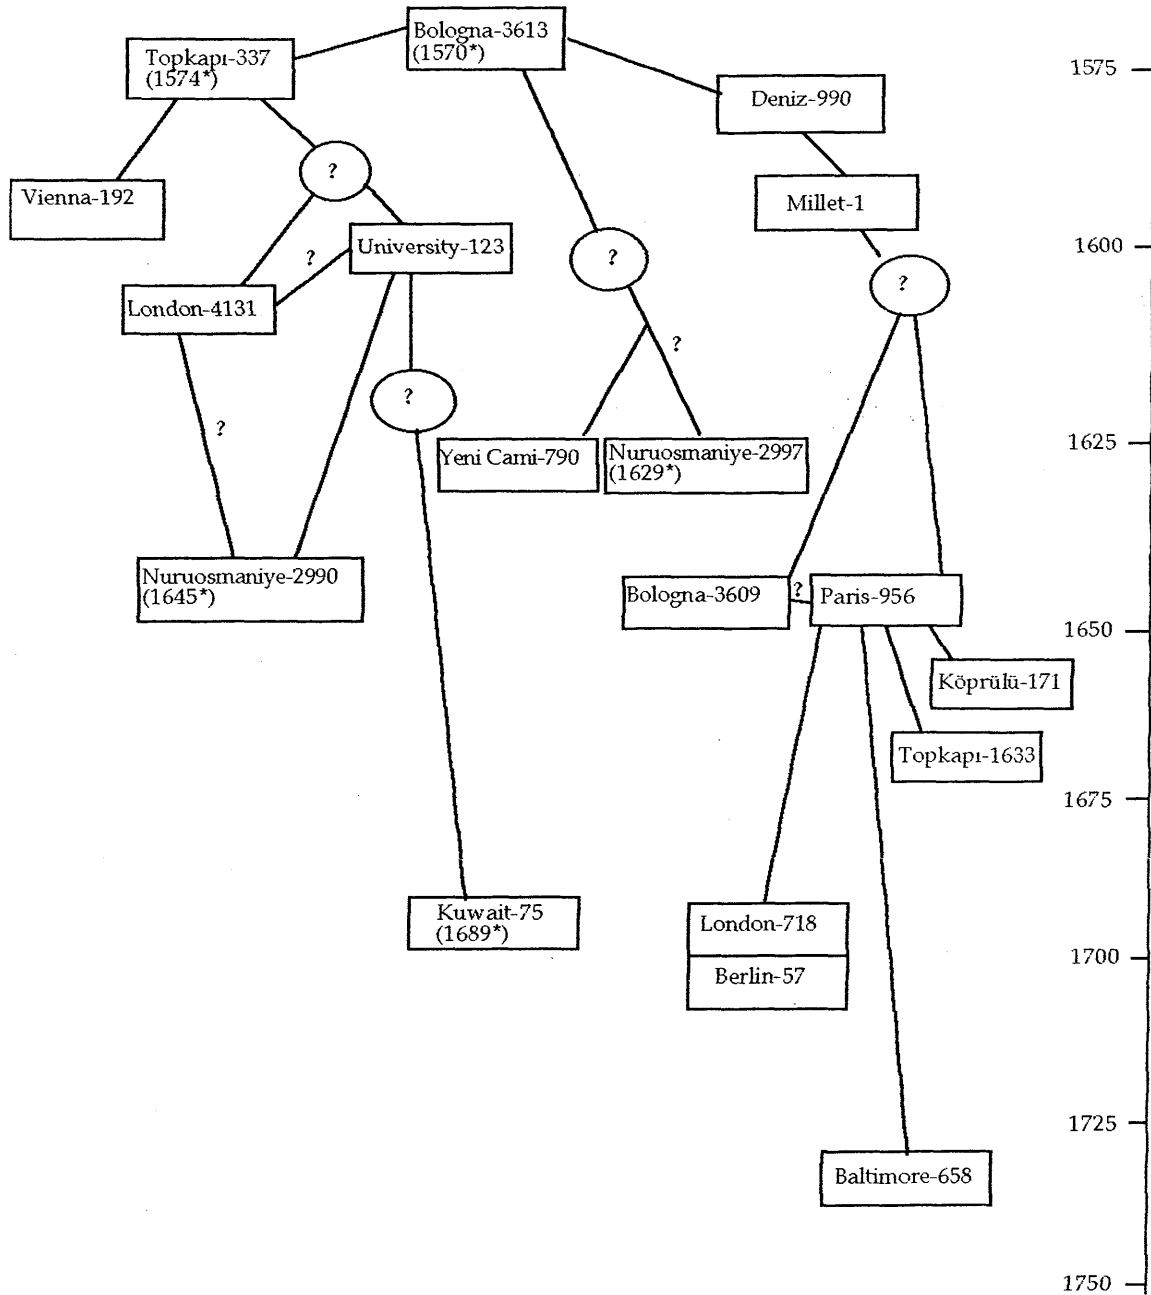 Bologna-3613
(1570*)
Topkapı-337
(1574*)
1575
Deniz-990
?
Vienna-192
Millet-1
University-123
?
?
1600
?
London-4131
?
?
?
Yeni Cami-790
Nuruosmaniye-2997
(1629*)
1625
Nuruosmaniye-2990
(1645*)
Bologna-3609
?
Paris-956
1650
Köprülü-171
Topkapı-1633
1675
Kuwait-75
(1689*)
London-718
1700
Berlin-57
1725
Baltimore-658
1750